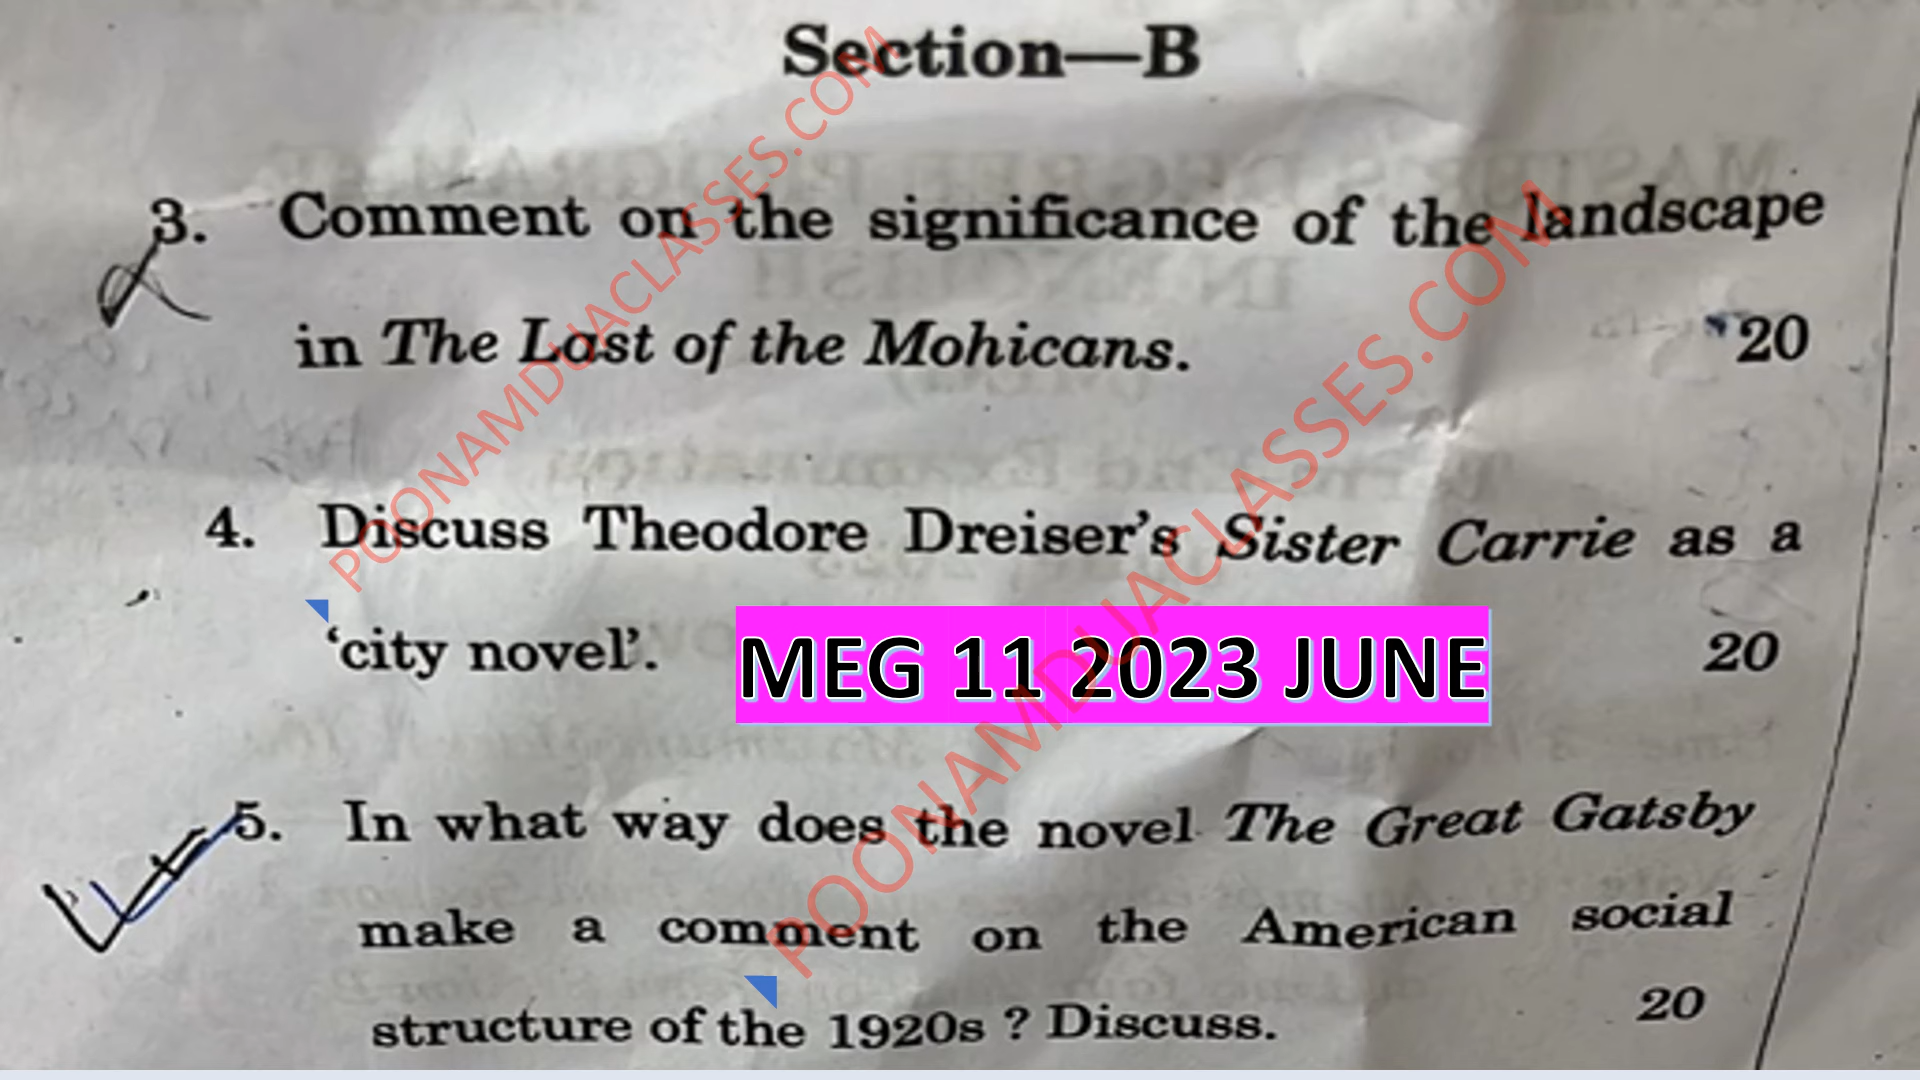 Section—B
3. Comment on the significance of the landscape
in The Last of the Mohicans. 20
4. Discuss Theodore Dreiser's Sister Carrie as a
'city novel'. 20
MEG 11 2023 JUNE
5. In what way does the novel The Great Gatsby
make a comment on the American social
structure of the 1920s ? Discuss. 20
POONAMDUACLASSES.COM
POONAMDUACLASSES.COM